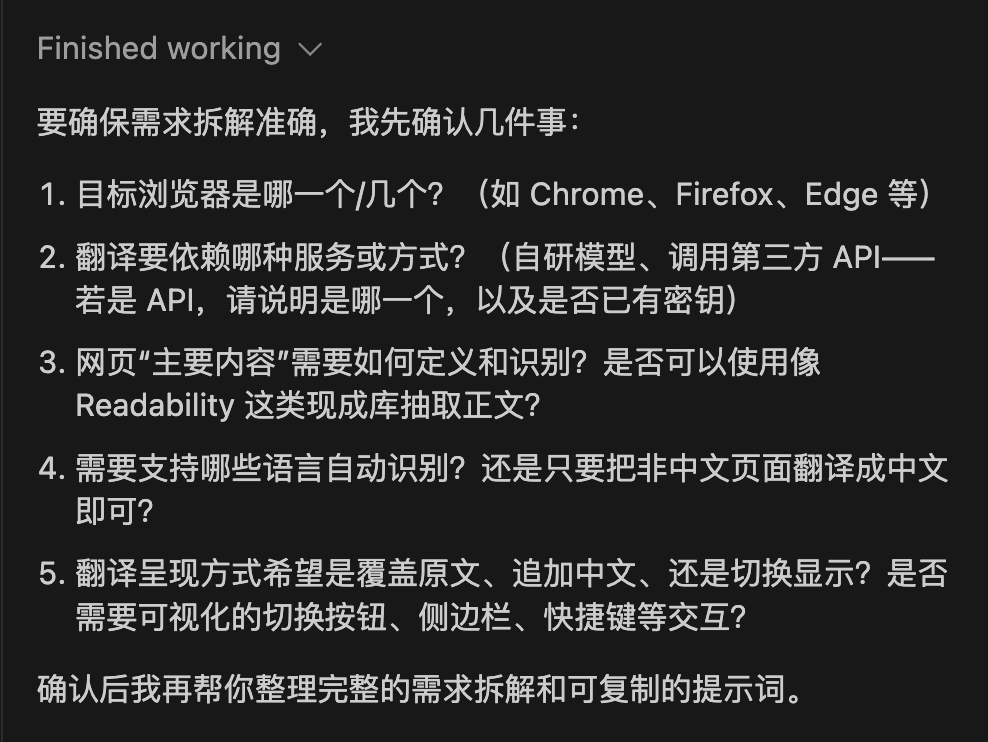 Finished working
要确保需求拆解准确，我先确认几件事：
1. 目标浏览器是哪一个/几个？（如 Chrome、Firefox、Edge 等）
2. 翻译要依赖哪种服务或方式？（自研模型、调用第三方 API——
若是 API，请说明是哪一个，以及是否已有密钥）
3. 网页“主要内容”需要如何定义和识别？是否可以使用像
Readability 这类现成库抽取正文？
4. 需要支持哪些语言自动识别？还是只要把非中文页面翻译成中文
即可？
5. 翻译呈现方式希望是覆盖原文、追加中文、还是切换显示？是否
需要可视化的切换按钮、侧边栏、快捷键等交互？
确认后我再帮你整理完整的需求拆解和可复制的提示词。